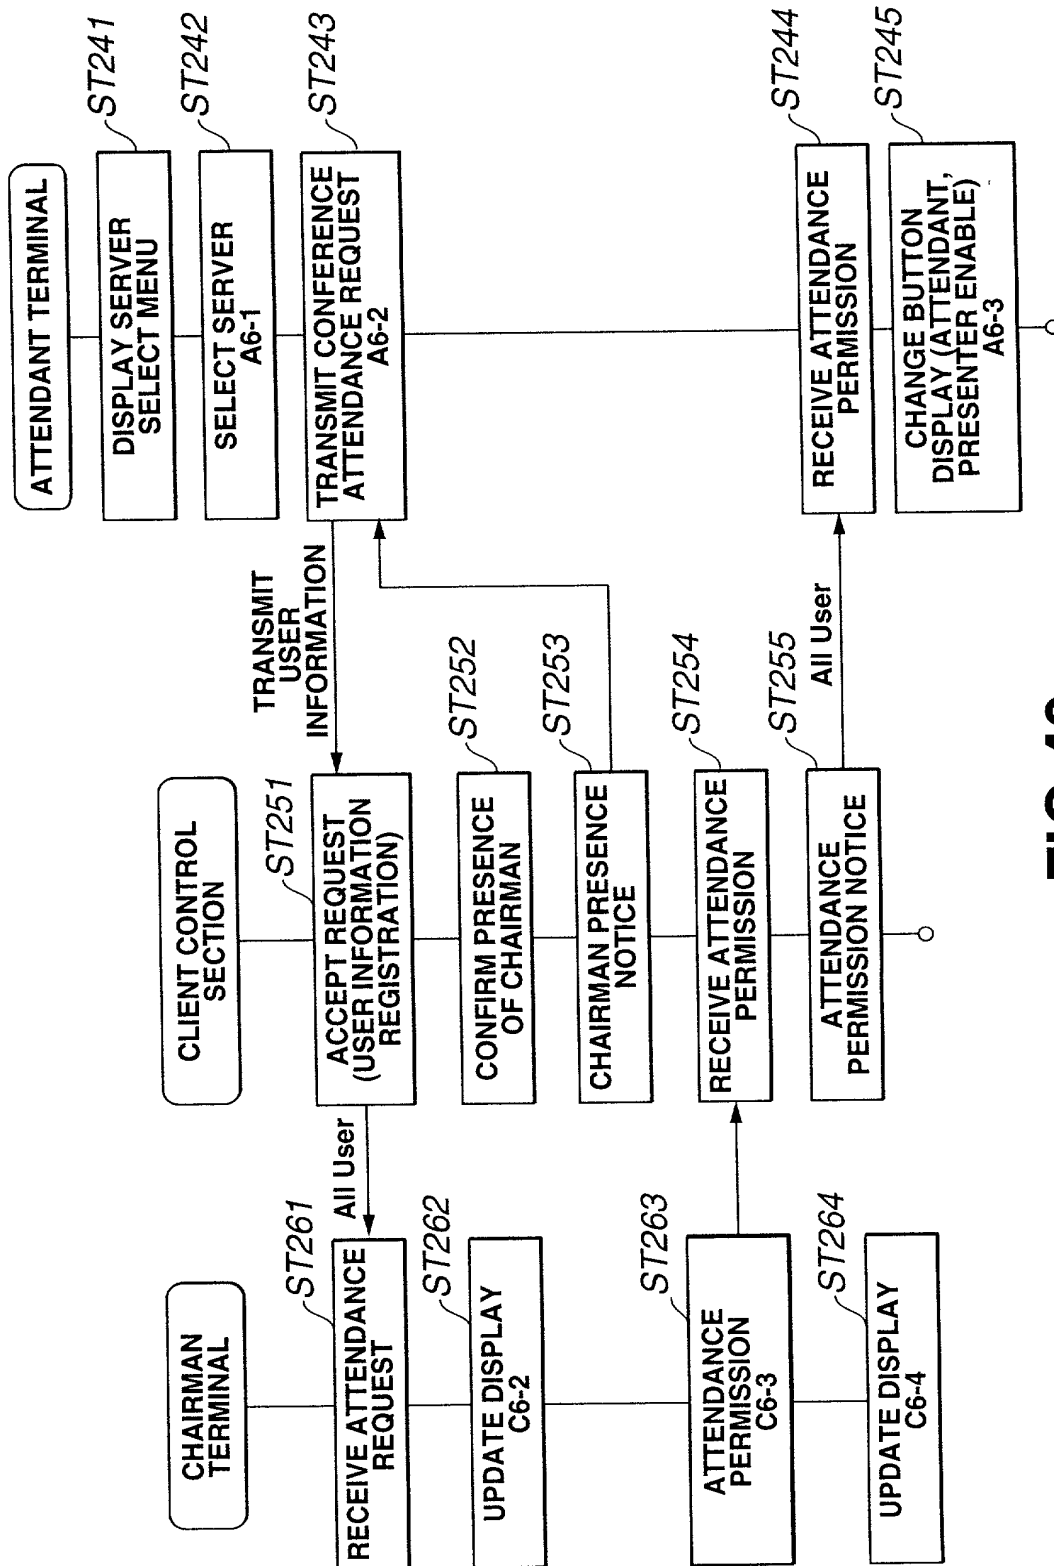 CHAIRMAN
TERMINAL
ST261
RECEIVE ATTENDANCE
REQUEST
ST262
UPDATE DISPLAY
C6-2
ST263
ATTENDANCE
PERMISSION
C6-3
ST264
UPDATE DISPLAY
C6-4
All User
CLIENT CONTROL
SECTION
ST251
ACCEPT REQUEST
(USER INFORMATION
REGISTRATION)
ST252
CONFIRM PRESENCE
OF CHAIRMAN
ST253
CHAIRMAN PRESENCE
NOTICE
ST254
RECEIVE ATTENDANCE
PERMISSION
ST255
ATTENDANCE
PERMISSION NOTICE
TRANSMIT
USER
INFORMATION
All User
ATTENDANT TERMINAL
ST241
DISPLAY SERVER
SELECT MENU
ST242
SELECT SERVER
A6-1
ST243
TRANSMIT CONFERENCE
ATTENDANCE REQUEST
A6-2
ST244
RECEIVE ATTENDANCE
PERMISSION
ST245
CHANGE BUTTON
DISPLAY (ATTENDANT,
PRESENTER ENABLE)
A6-3